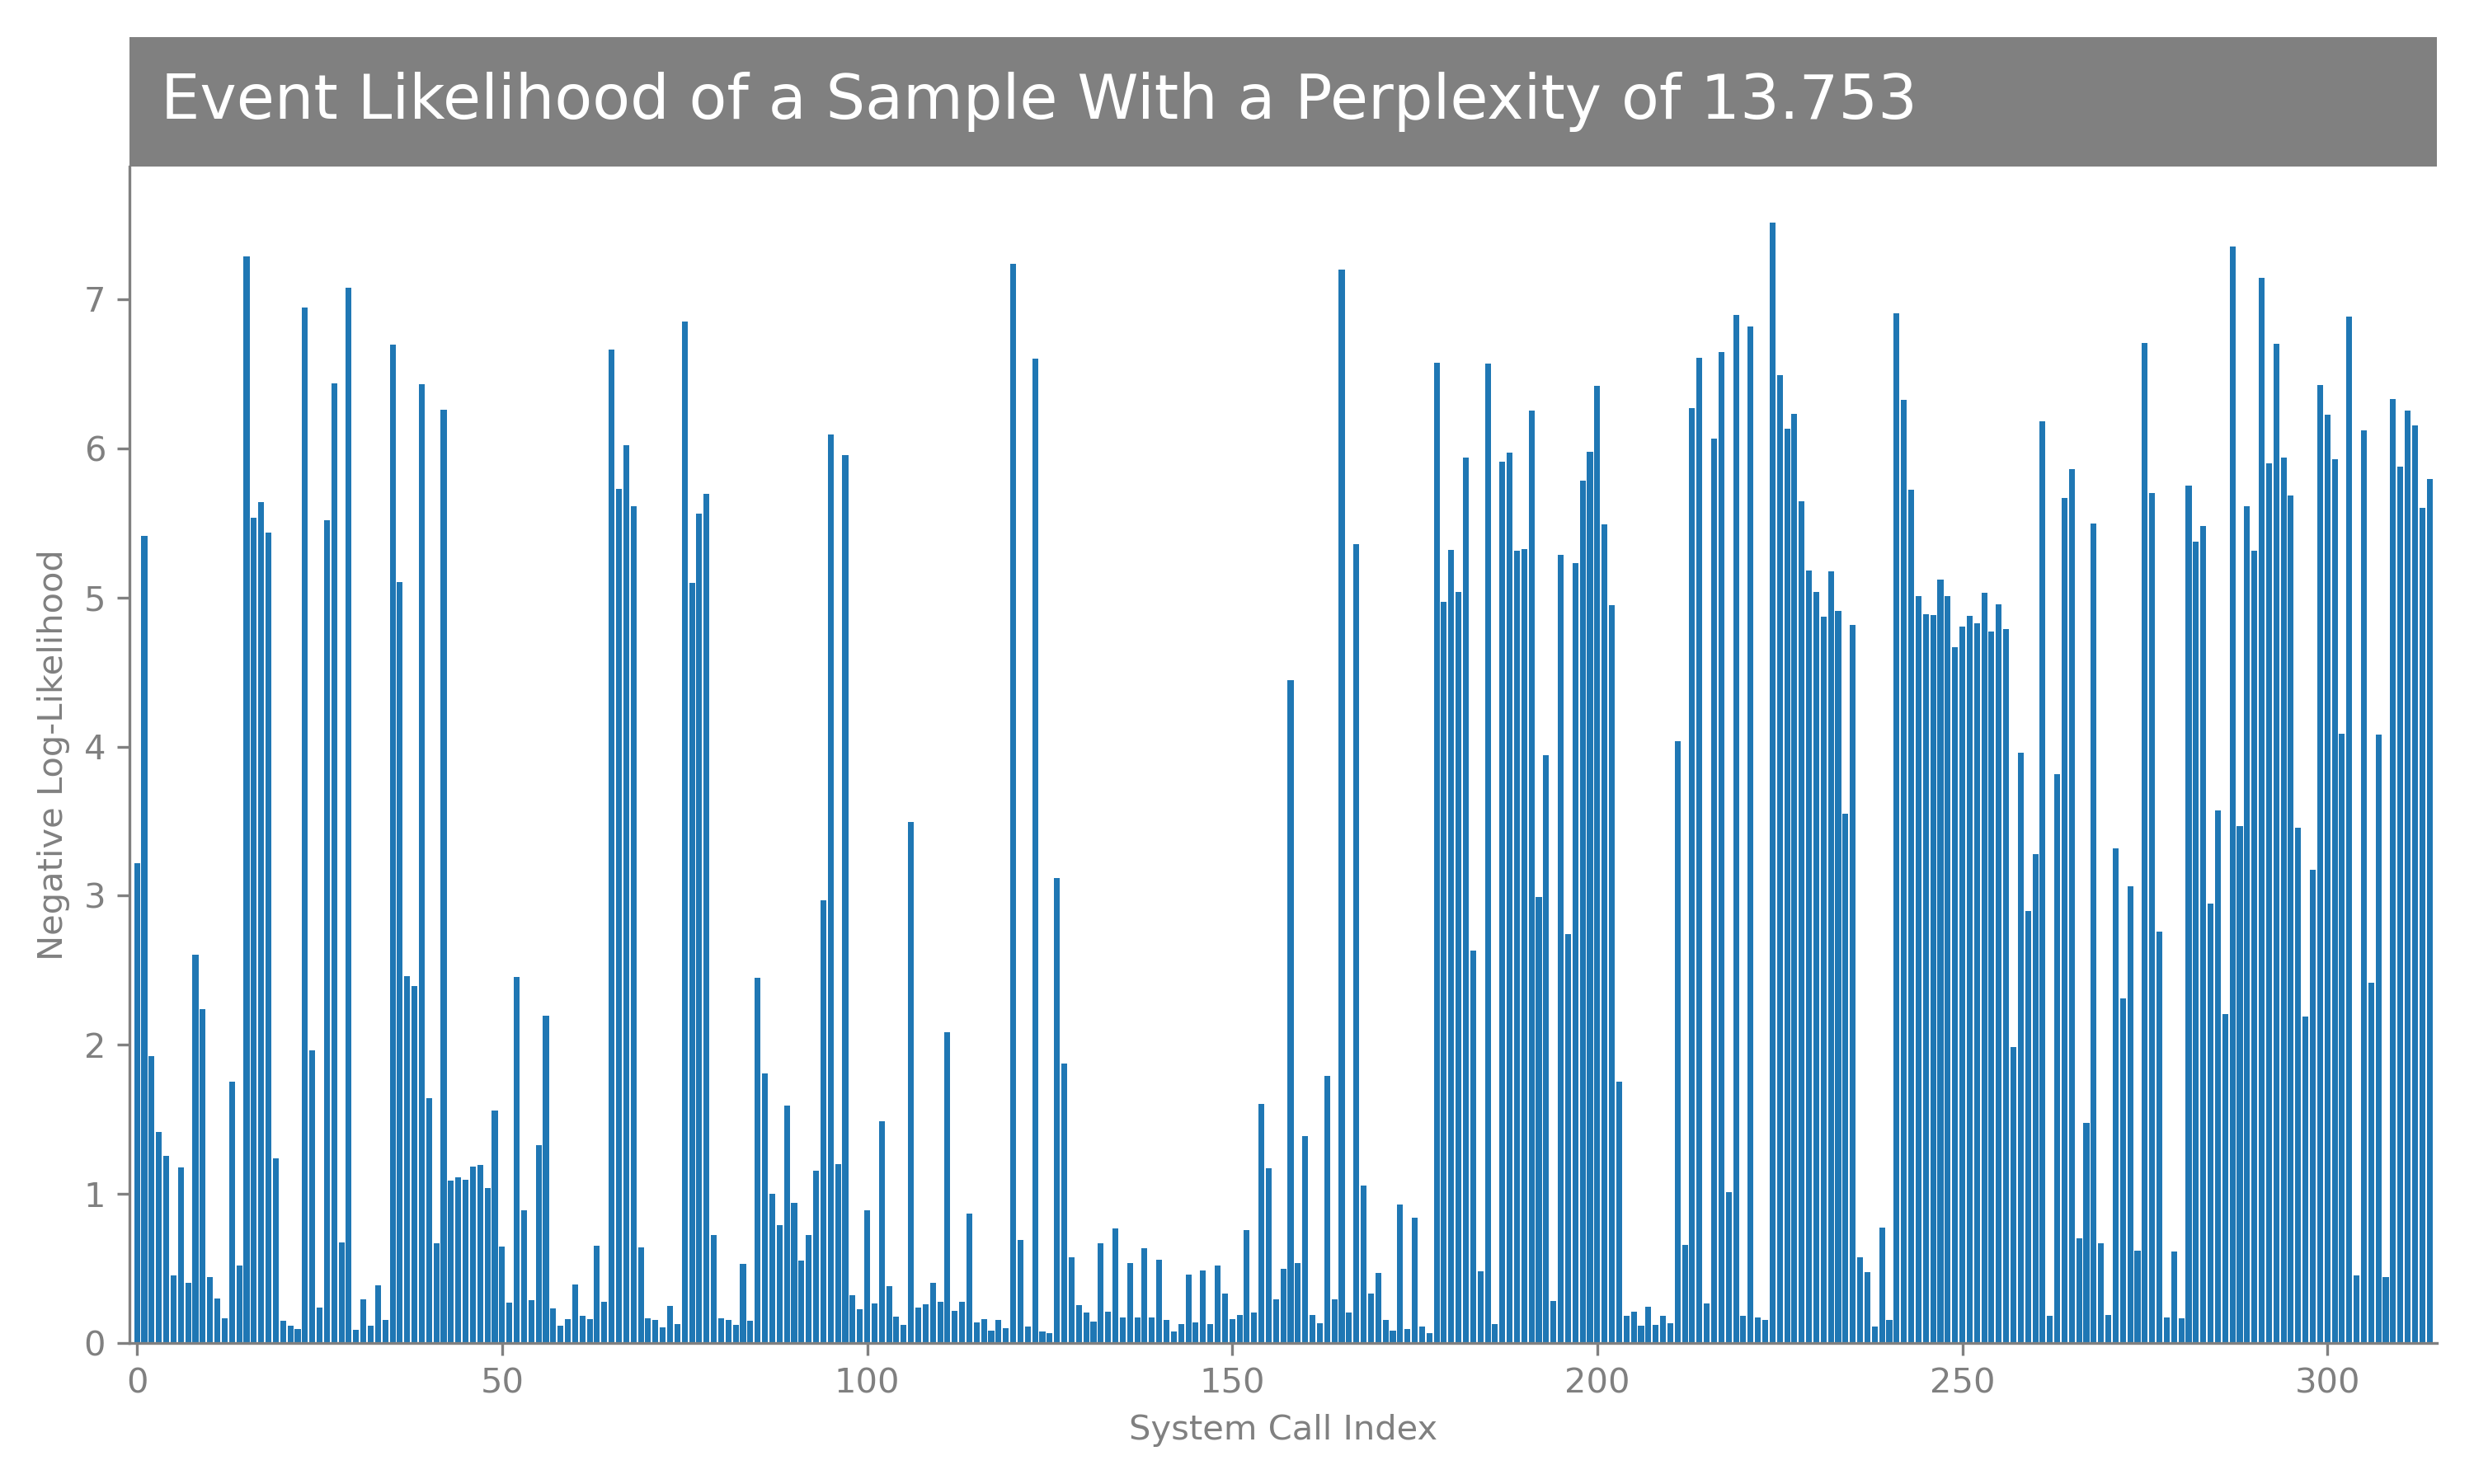 Event Likelihood of a Sample With a Perplexity of 13.753
7
6
5
4
3
2
1
0
Negative Log-Likelihood
0 50 100 150 200 250 300
System Call Index